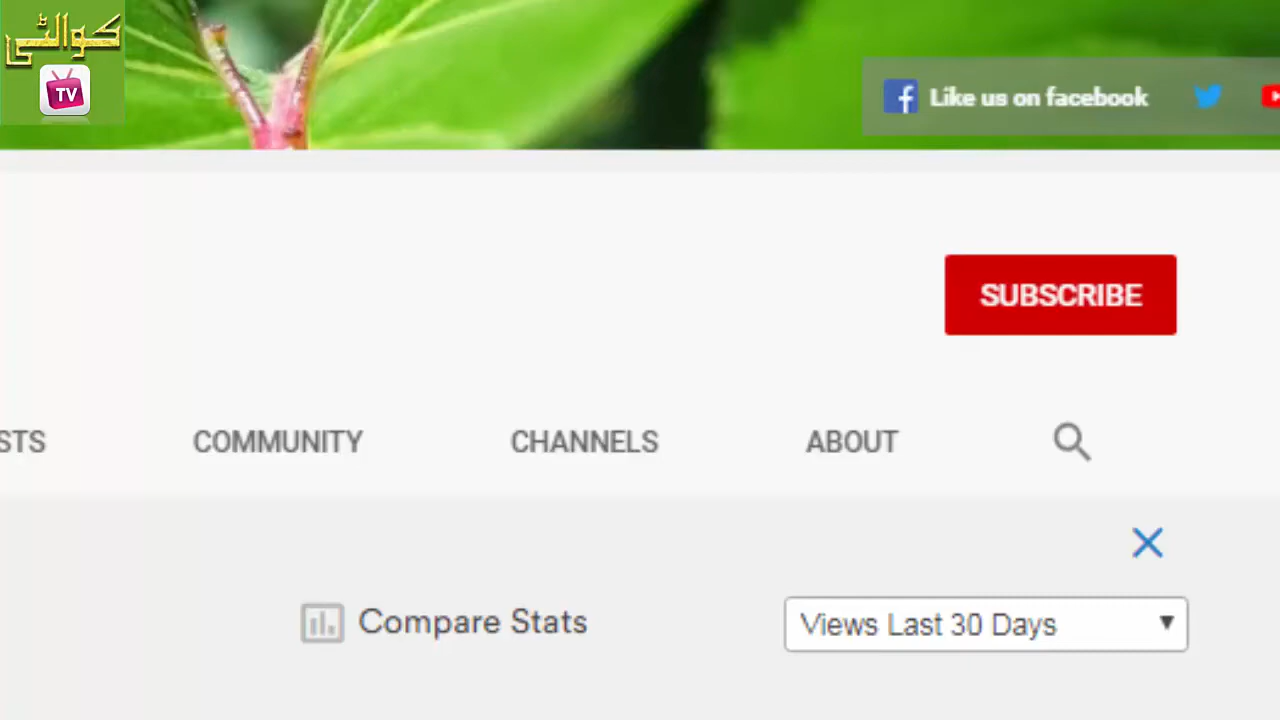 کوالٹی
TV
Like us on facebook
SUBSCRIBE
STS
COMMUNITY
CHANNELS
ABOUT
Compare Stats
Views Last 30 Days